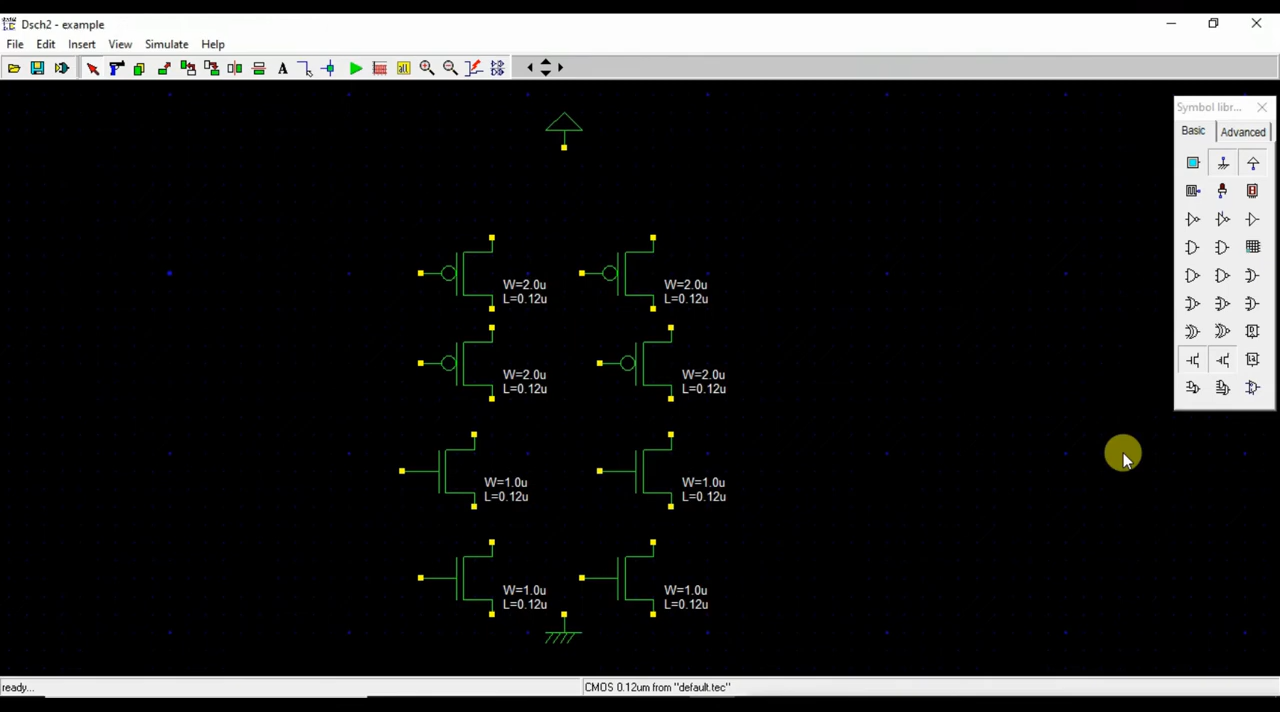 Dsch2 - example
File Edit Insert View Simulate Help
A
all
Symbol libr...
Basic Advanced
W=2.0u
L=0.12u
W=2.0u
L=0.12u
W=2.0u
L=0.12u
W=2.0u
L=0.12u
W=1.0u
L=0.12u
W=1.0u
L=0.12u
W=1.0u
L=0.12u
W=1.0u
L=0.12u
ready...
CMOS 0.12um from "default.tec"